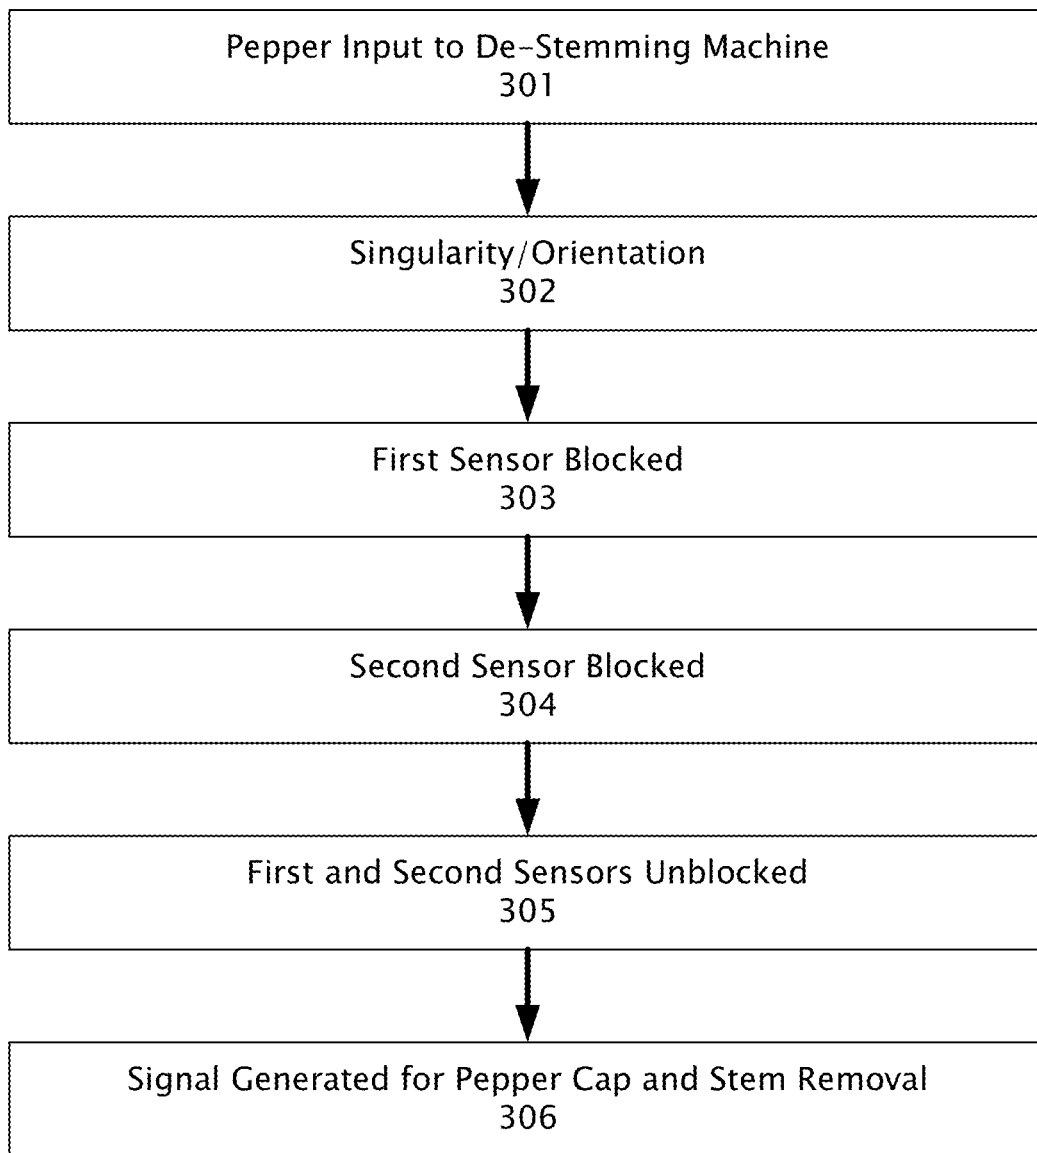 Pepper Input to De-Stemming Machine
301
Singularity/Orientation
302
First Sensor Blocked
303
Second Sensor Blocked
304
First and Second Sensors Unblocked
305
Signal Generated for Pepper Cap and Stem Removal
306